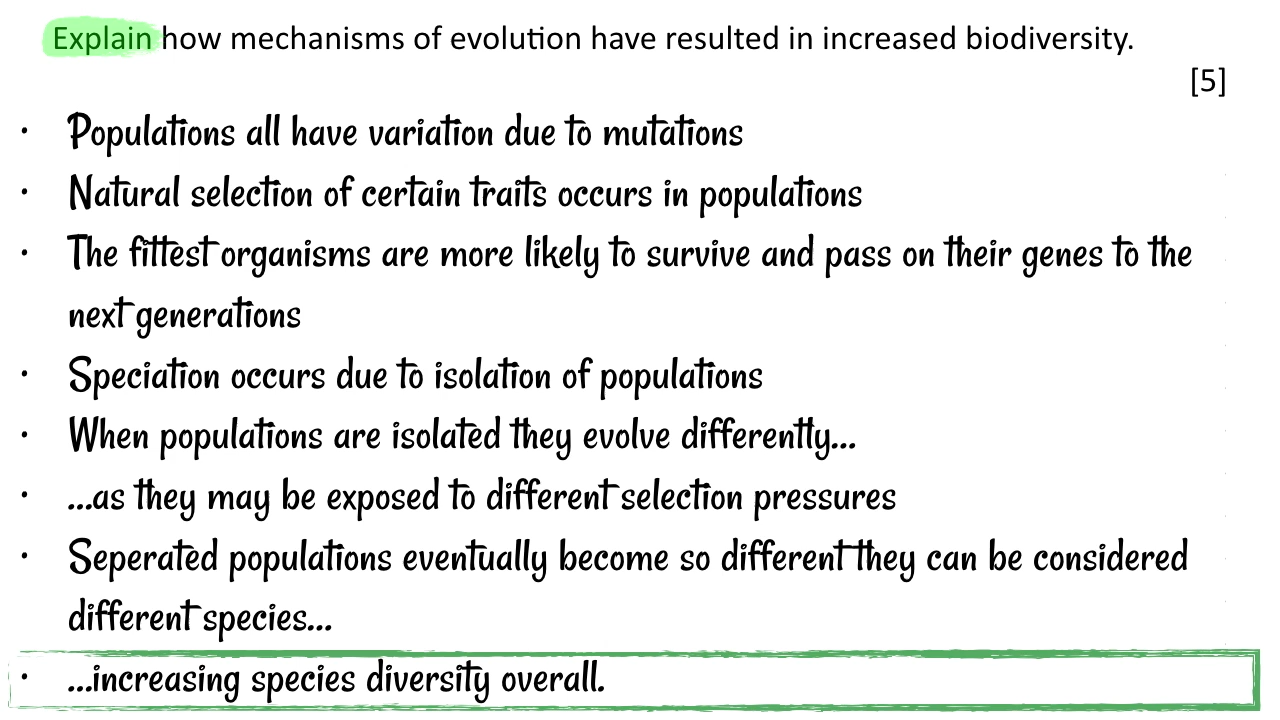 Explain how mechanisms of evolution have resulted in increased biodiversity.
[5]
• Populations all have variation due to mutations
• Natural selection of certain traits occurs in populations
• The fittest organisms are more likely to survive and pass on their genes to the
next generations
• Speciation occurs due to isolation of populations
• When populations are isolated they evolve differently...
• ...as they may be exposed to different selection pressures
• Seperated populations eventually become so different they can be considered
different species...
• ...increasing species diversity overall.